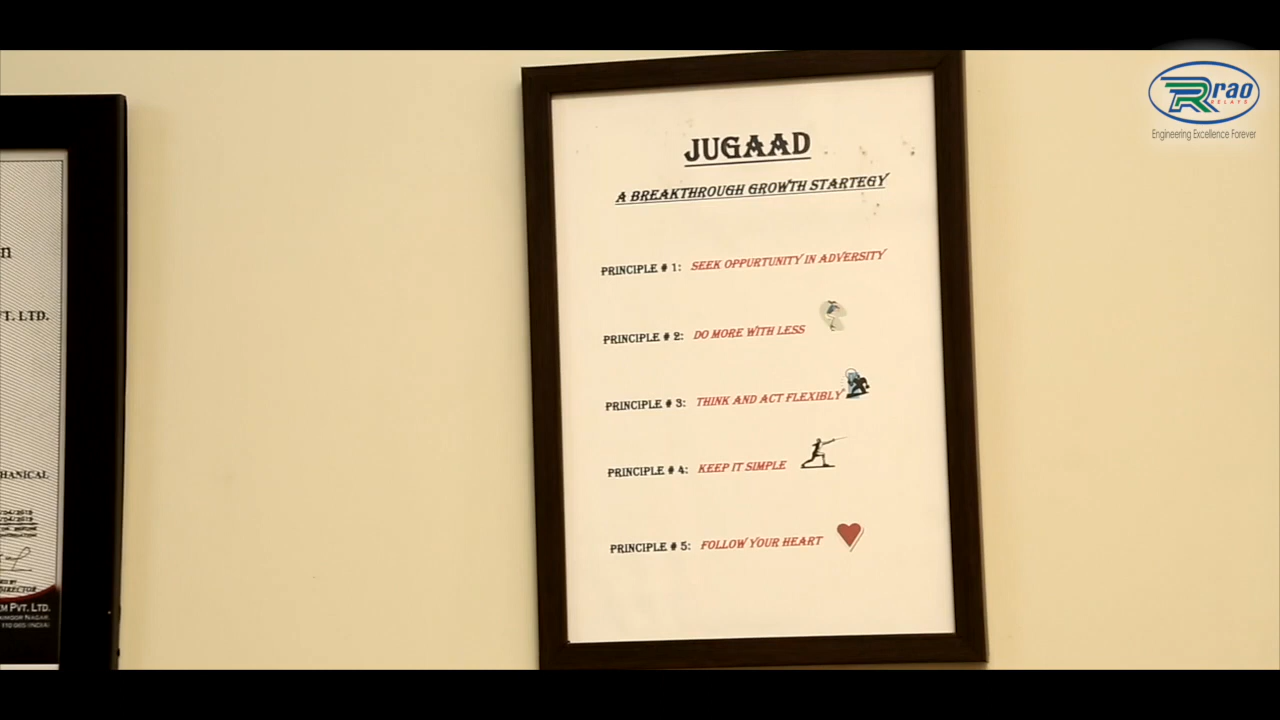 rao
RELAYS
Engineering Excellence Forever
JUGAAD
A BREAKTHROUGH GROWTH STARTEGY
PRINCIPLE # 1: SEEK OPPURTUNITY IN ADVERSITY
PRINCIPLE # 2: DO MORE WITH LESS
PRINCIPLE # 3: THINK AND ACT FLEXIBLY
PRINCIPLE # 4: KEEP IT SIMPLE
PRINCIPLE # 5: FOLLOW YOUR HEART
n
T. LTD.
HANICAL
DIRECTOR
M PVT. LTD.